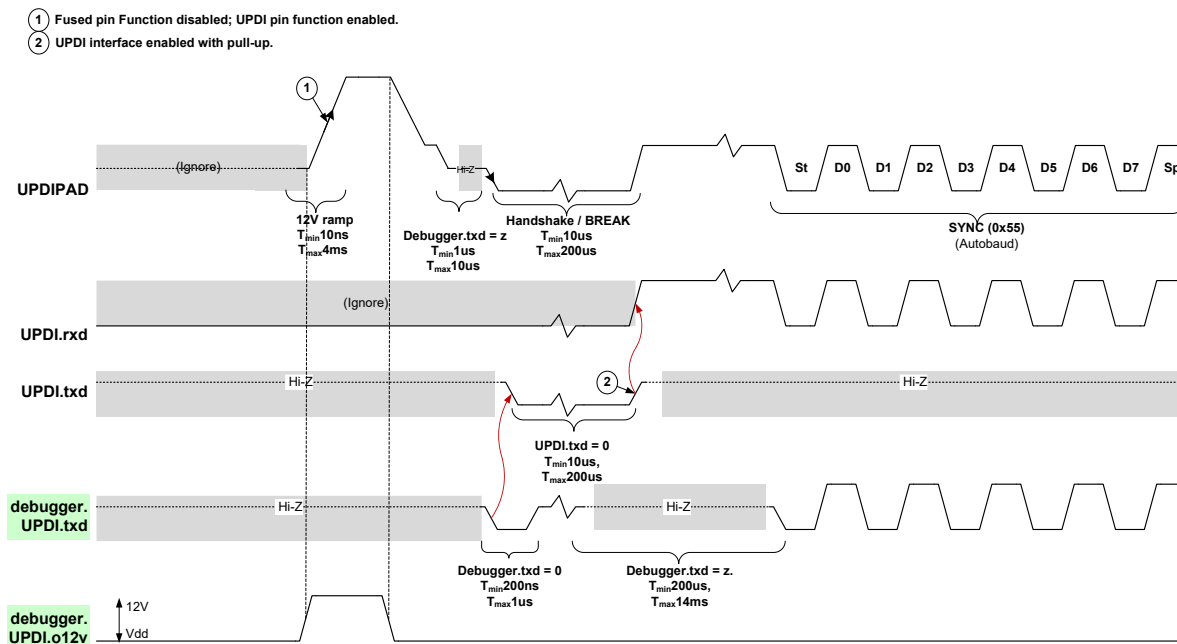 1 Fused pin Function disabled; UPDI pin function enabled.
2 UPDI interface enabled with pull-up.
1
UPDIPAD
(Ignore)
Hi-Z
St D0 D1 D2 D3 D4 D5 D6 D7 Sp
12V ramp
Tmin10ns
Tmax4ms
Debugger.txd = z
Tmin1us
Tmax10us
Handshake / BREAK
Tmin10us
Tmax200us
SYNC (0x55)
(Autobaud)
UPDI.rxd
(Ignore)
UPDI.txd
Hi-Z
2
Hi-Z
UPDI.txd = 0
Tmin10us,
Tmax200us
debugger.
UPDI.txd
Hi-Z
Hi-Z
Debugger.txd = 0
Tmin200ns
Tmax1us
Debugger.txd = z.
Tmin200us,
Tmax14ms
debugger.
UPDI.o12v
12V
Vdd